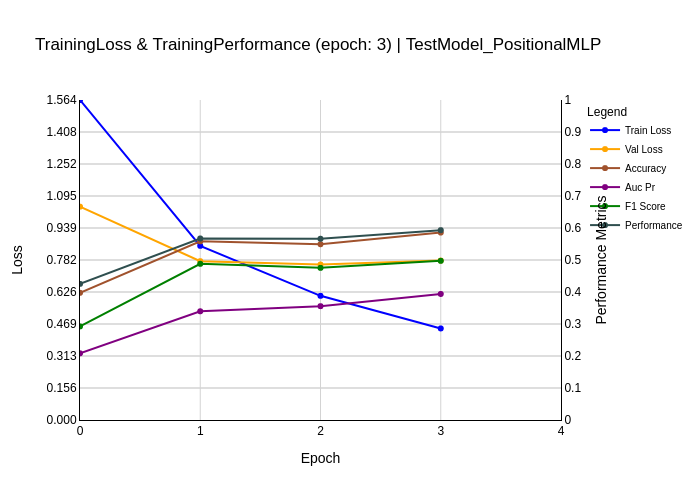 TrainingLoss & TrainingPerformance (epoch: 3) | TestModel_PositionalMLP
Legend
Train Loss
Val Loss
Accuracy
Auc Pr
F1 Score
Performance
Loss
1.564
1.408
1.252
1.095
0.939
0.782
0.626
0.469
0.313
0.156
0.000
1
0.9
0.8
0.7
0.6
0.5
0.4
0.3
0.2
0.1
0
Performance Metrics
0 1 2 3 4
Epoch